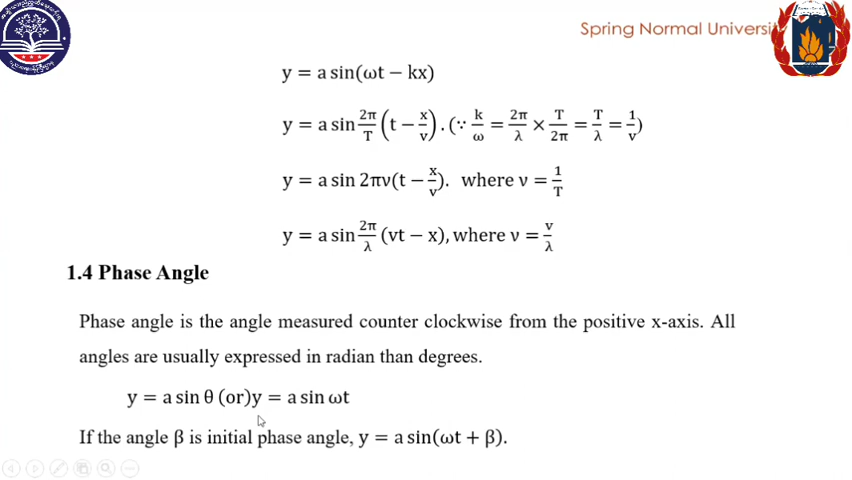 Spring Normal Universit
y = a sin(ωt − kx)
y = a sin 2π/T (t − x/v). (∵ k/ω = 2π/λ × T/2π = T/λ = 1/v)
y = a sin 2πν(t − x/v). where ν = 1/T
y = a sin 2π/λ (vt − x), where ν = v/λ
1.4 Phase Angle
Phase angle is the angle measured counter clockwise from the positive x-axis. All
angles are usually expressed in radian than degrees.
y = a sin θ (or)y = a sin ωt
If the angle β is initial phase angle, y = a sin(ωt + β).